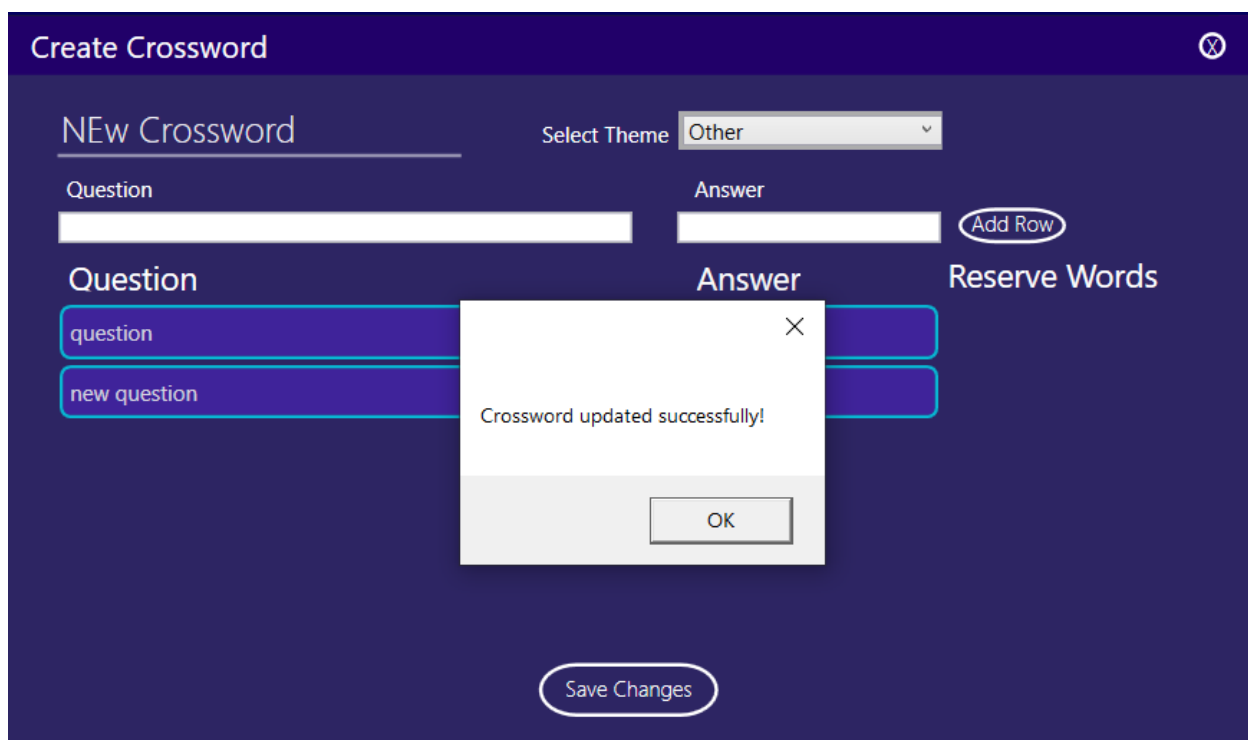 Create Crossword
NEw Crossword
Select Theme Other
Question Answer
Add Row
Question Answer Reserve Words
question
new question
Crossword updated successfully!
OK
Save Changes